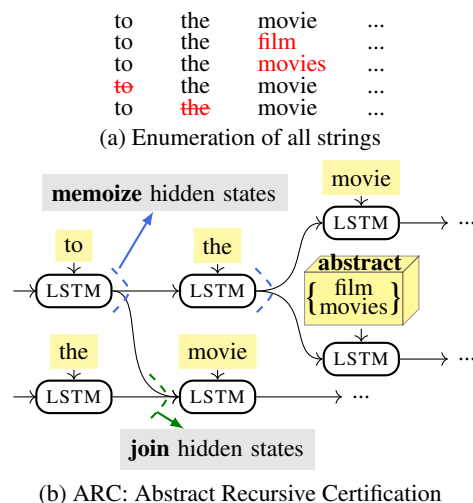 to the movie ...
to the film ...
to the movies ...
to the movie ...
to the movie ...
(a) Enumeration of all strings
memoize hidden states
movie
LSTM ...
to the
abstract
LSTM LSTM
{ film
movies }
the movie
LSTM ...
LSTM LSTM ...
join hidden states
(b) ARC: Abstract Recursive Certification